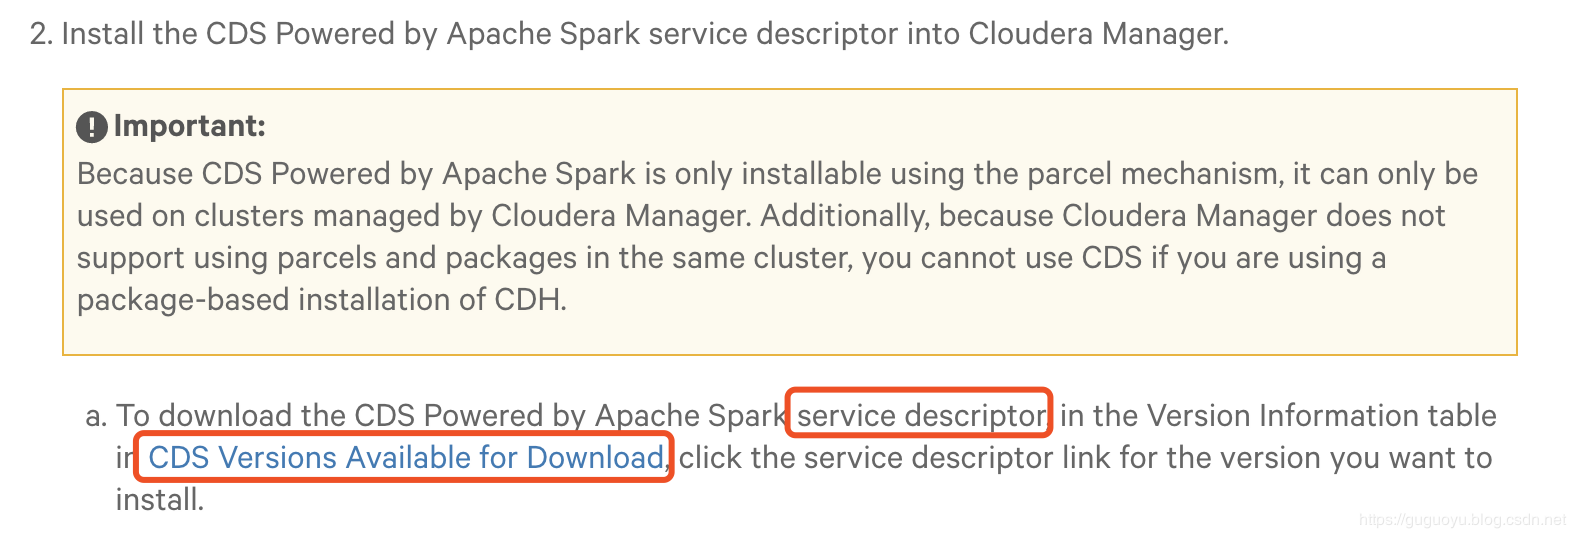 2. Install the CDS Powered by Apache Spark service descriptor into Cloudera Manager.
Important:
Because CDS Powered by Apache Spark is only installable using the parcel mechanism, it can only be
used on clusters managed by Cloudera Manager. Additionally, because Cloudera Manager does not
support using parcels and packages in the same cluster, you cannot use CDS if you are using a
package-based installation of CDH.
a. To download the CDS Powered by Apache Spark service descriptor, in the Version Information table
in CDS Versions Available for Download, click the service descriptor link for the version you want to
install.
https://guguoyu.blog.csdn.net